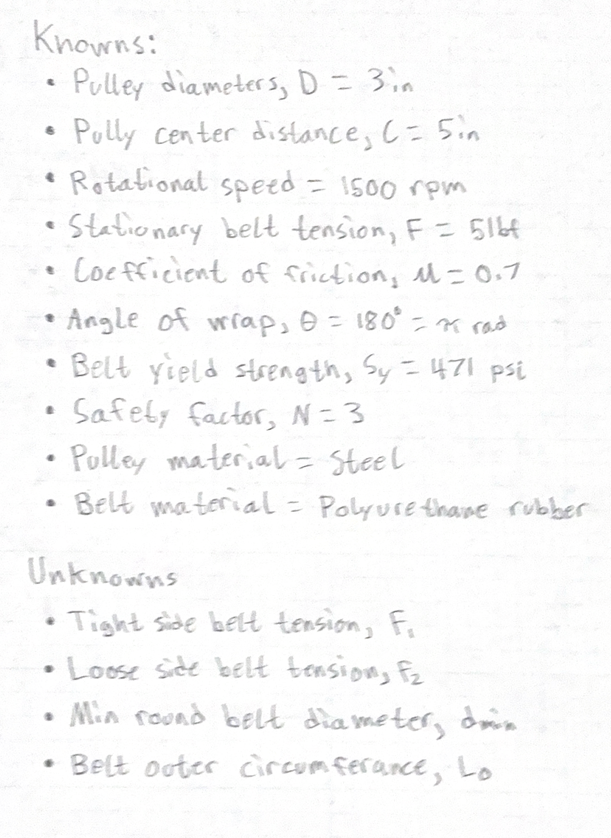 Knowns:
• Pulley diameters, D = 3in
• Pully center distance, C = 5in
• Rotational speed = 1500 rpm
• Stationary belt tension, F = 5lbf
• Coefficient of friction, μ = 0.7
• Angle of wrap, θ = 180° = π rad
• Belt yield strength, Sy = 471 psi
• Safety factor, N = 3
• Pulley material = Steel
• Belt material = Polyurethane rubber
Unknowns
• Tight side belt tension, F₁
• Loose side belt tension, F₂
• Min round belt diameter, dmin
• Belt outer circumferance, Lo